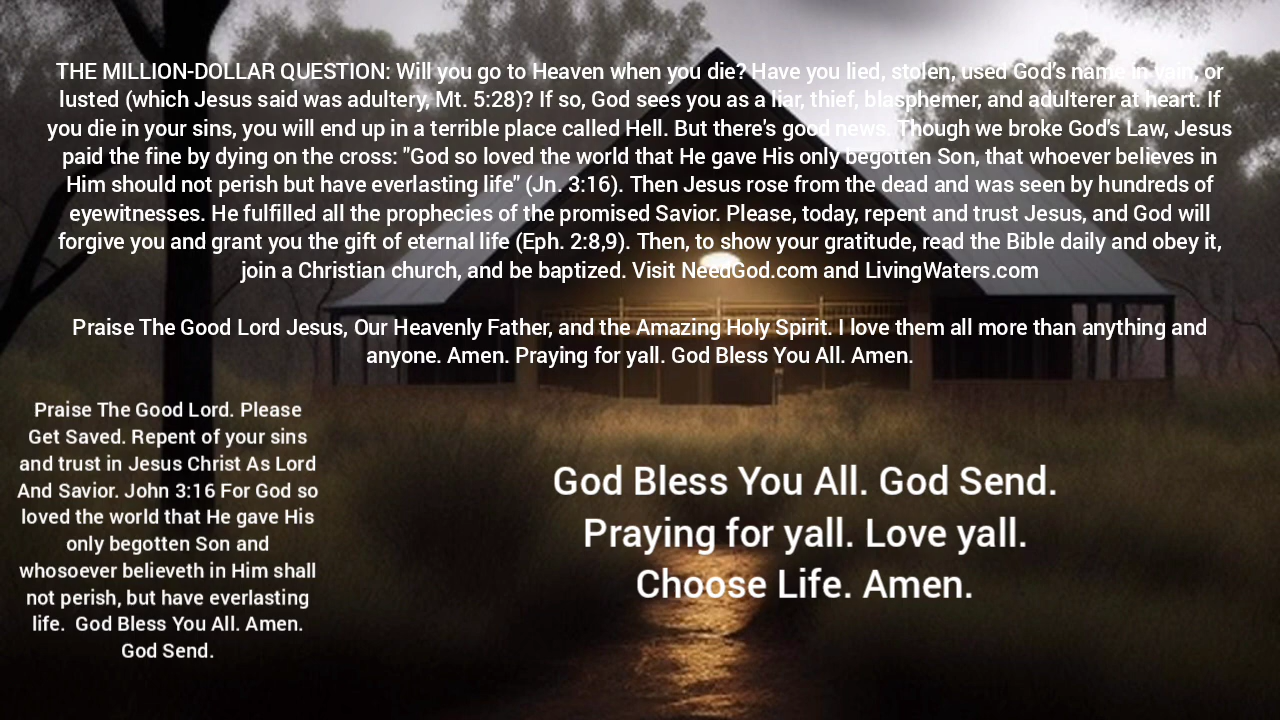 THE MILLION-DOLLAR QUESTION: Will you go to Heaven when you die? Have you lied, stolen, used God's name in vain, or
lusted (which Jesus said was adultery, Mt. 5:28)? If so, God sees you as a liar, thief, blasphemer, and adulterer at heart. If
you die in your sins, you will end up in a terrible place called Hell. But there's good news. Though we broke God's Law, Jesus
paid the fine by dying on the cross: "God so loved the world that He gave His only begotten Son, that whoever believes in
Him should not perish but have everlasting life" (Jn. 3:16). Then Jesus rose from the dead and was seen by hundreds of
eyewitnesses. He fulfilled all the prophecies of the promised Savior. Please, today, repent and trust Jesus, and God will
forgive you and grant you the gift of eternal life (Eph. 2:8,9). Then, to show your gratitude, read the Bible daily and obey it,
join a Christian church, and be baptized. Visit NeedGod.com and LivingWaters.com
Praise The Good Lord Jesus, Our Heavenly Father, and the Amazing Holy Spirit. I love them all more than anything and
anyone. Amen. Praying for yall. God Bless You All. Amen.
Praise The Good Lord. Please
Get Saved. Repent of your sins
and trust in Jesus Christ As Lord
And Savior. John 3:16 For God so
loved the world that He gave His
only begotten Son and
whosoever believeth in Him shall
not perish, but have everlasting
life.  God Bless You All. Amen.
God Send.
God Bless You All. God Send.
Praying for yall. Love yall.
Choose Life. Amen.